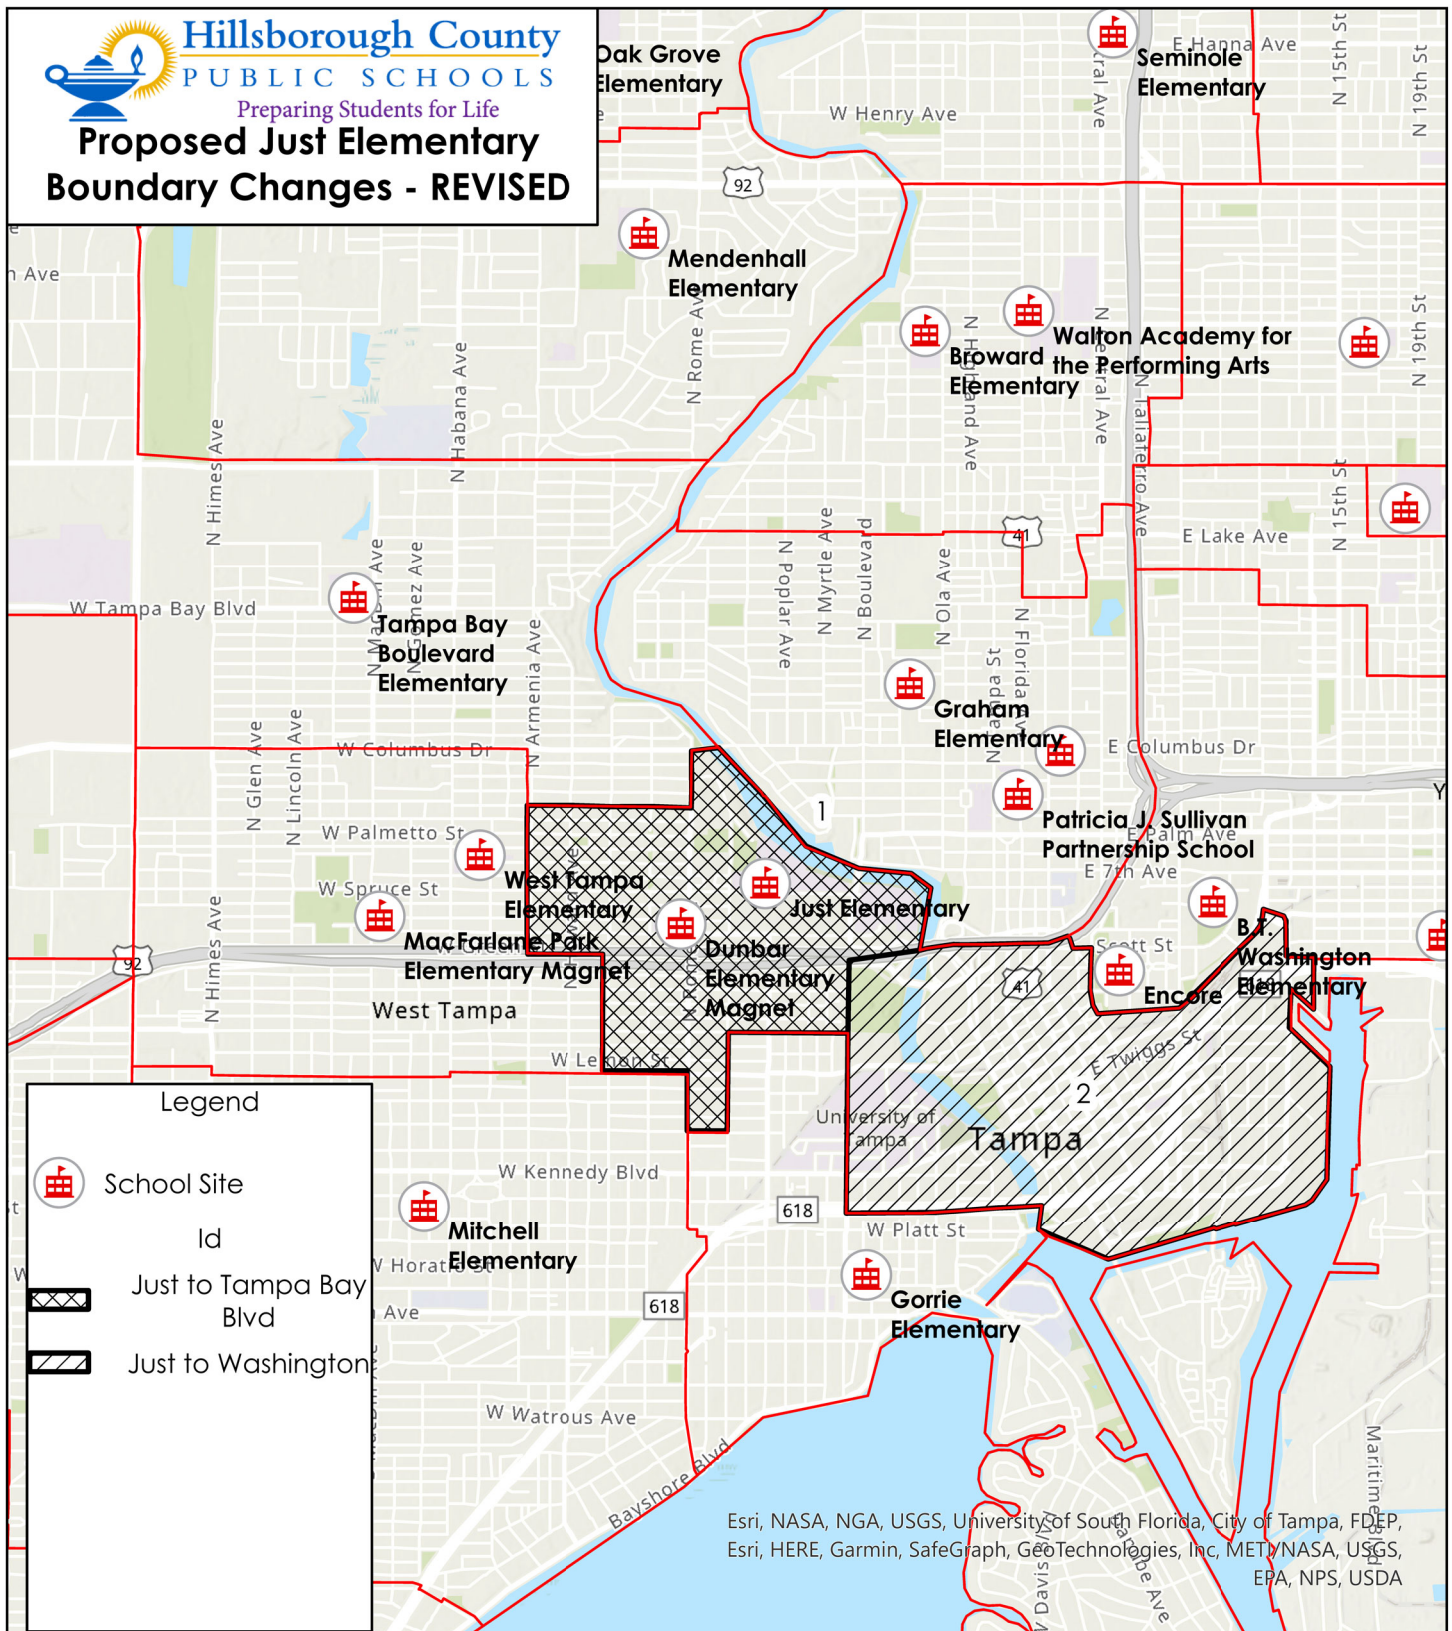 Hillsborough County
PUBLIC SCHOOLS
Preparing Students for Life
Proposed Just Elementary
Boundary Changes - REVISED
Oak Grove
Elementary
Seminole
Elementary
E Hanna Ave
N 15th St
N 19th St
W Henry Ave
92
Mendenhall
Elementary
N Rome Ave
Broward
Elementary
Walton Academy for
the Performing Arts
N 19th St
N Habana Ave
N Himes Ave
N Central Ave
N Taliaferro Ave
N 15th St
41
E Lake Ave
N Poplar Ave
N Myrtle Ave
N Boulevard
N Ola Ave
W Tampa Bay Blvd
Tampa Bay
Boulevard
Elementary
N Gomez Ave
N Armenia Ave
N Florida Ave
N Tampa St
Graham
Elementary
N Glen Ave
N Lincoln Ave
W Columbus Dr
E Columbus Dr
1
W Palmetto St
Patricia J. Sullivan
Partnership School
E Palm Ave
E 7th Ave
W Spruce St
West Tampa
Elementary
Just Elementary
MacFarlane Park
Elementary Magnet
Dunbar
Elementary
Magnet
B.T.
Washington
Elementary
Scott St
92
N Himes Ave
41
Encore
West Tampa
W Lemon St
E Twiggs St
2
University of
Tampa
W Kennedy Blvd
618
W Platt St
Mitchell
Elementary
W Horatio St
618
Gorrie
Elementary
W Watrous Ave
Bayshore Blvd
Maritime Blvd
Legend
School Site
Id
Just to Tampa Bay
Blvd
Just to Washington
Esri, NASA, NGA, USGS, University of South Florida, City of Tampa, FDEP,
Esri, HERE, Garmin, SafeGraph, GeoTechnologies, Inc, METI/NASA, USGS,
EPA, NPS, USDA